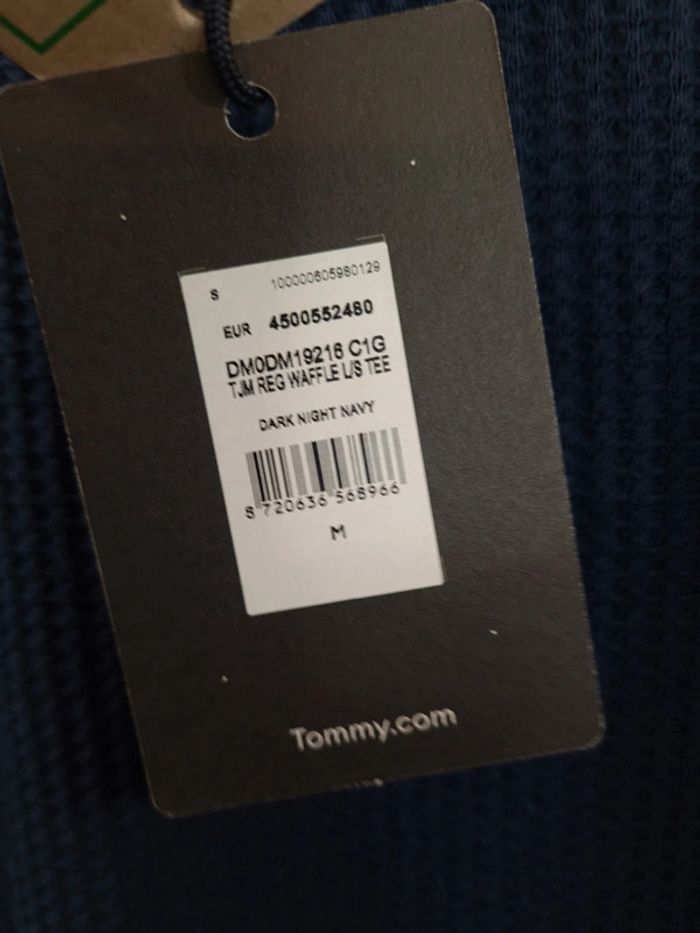 S 100000605980129
EUR 4500552480
DM0DM19216 C1G
TJM REG WAFFLE L/S TEE
DARK NIGHT NAVY
8 720636 568966
M
Tommy.com